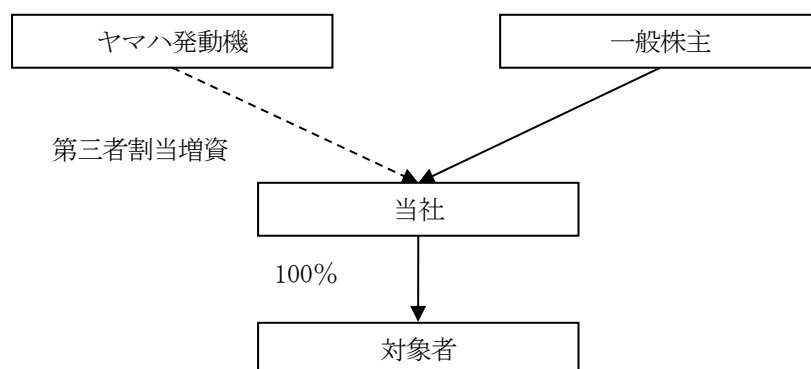 ヤマハ発動機
一般株主
第三者割当増資
当社
100％
対象者